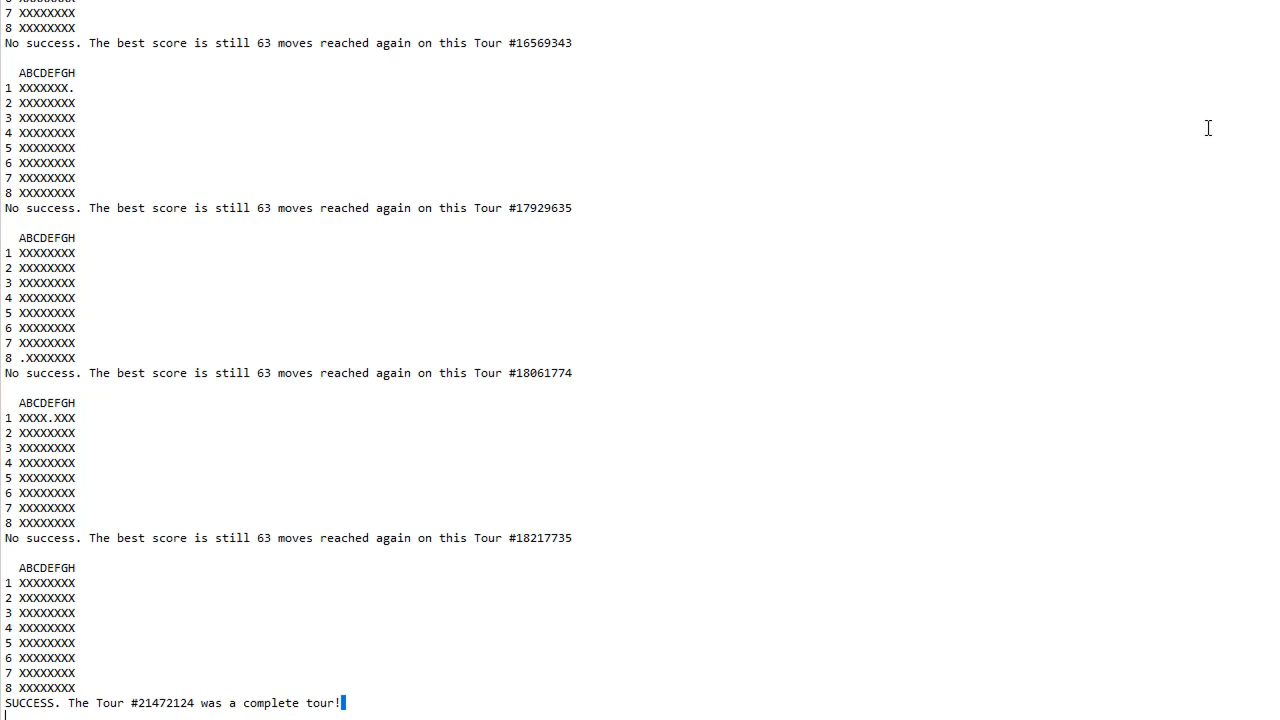 7 XXXXXXXX
8 XXXXXXXX
No success. The best score is still 63 moves reached again on this Tour #16569343
ABCDEFGH
1 XXXXXXX.
2 XXXXXXXX
3 XXXXXXXX
4 XXXXXXXX
5 XXXXXXXX
6 XXXXXXXX
7 XXXXXXXX
8 XXXXXXXX
No success. The best score is still 63 moves reached again on this Tour #17929635
ABCDEFGH
1 XXXXXXXX
2 XXXXXXXX
3 XXXXXXXX
4 XXXXXXXX
5 XXXXXXXX
6 XXXXXXXX
7 XXXXXXXX
8 .XXXXXXX
No success. The best score is still 63 moves reached again on this Tour #18061774
ABCDEFGH
1 XXXX.XXX
2 XXXXXXXX
3 XXXXXXXX
4 XXXXXXXX
5 XXXXXXXX
6 XXXXXXXX
7 XXXXXXXX
8 XXXXXXXX
No success. The best score is still 63 moves reached again on this Tour #18217735
ABCDEFGH
1 XXXXXXXX
2 XXXXXXXX
3 XXXXXXXX
4 XXXXXXXX
5 XXXXXXXX
6 XXXXXXXX
7 XXXXXXXX
8 XXXXXXXX
SUCCESS. The Tour #21472124 was a complete tour!